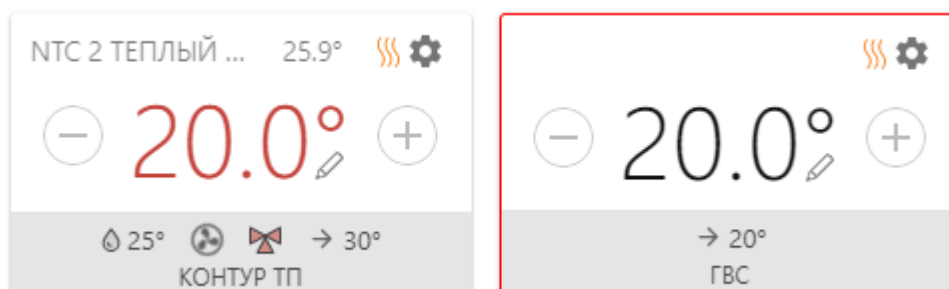 NTC 2 ТЕПЛЫЙ ... 25.9°
20.0°
25° → 30°
КОНТУР ТП
20.0°
→ 20°
ГВС